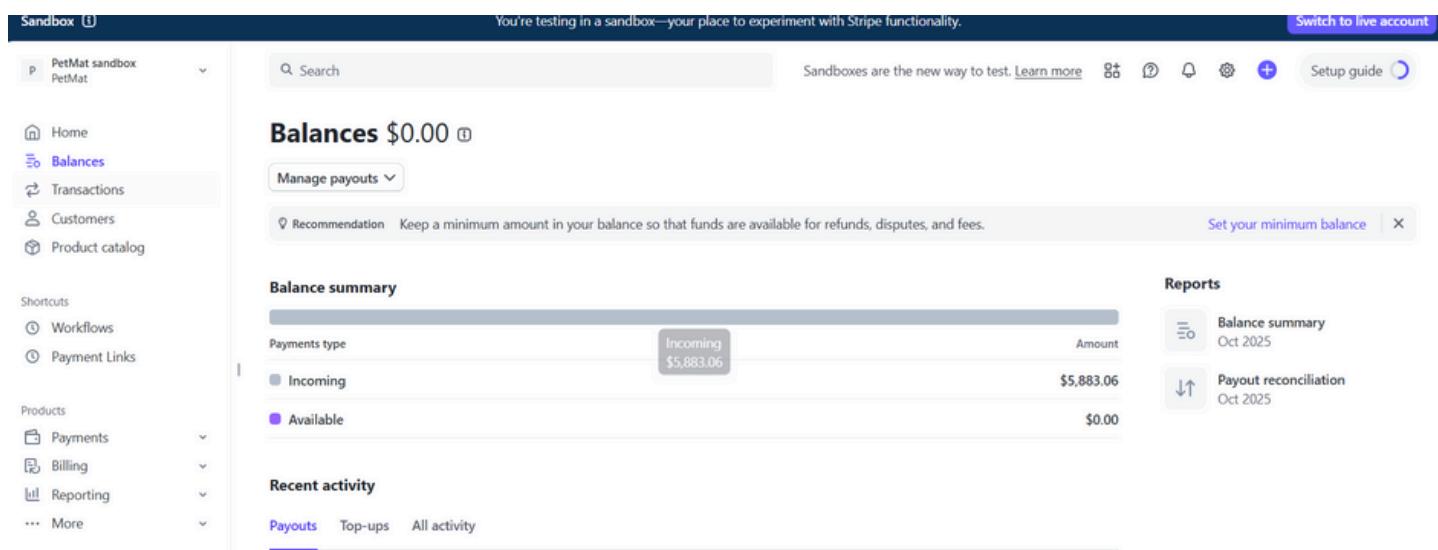 Sandbox
You're testing in a sandbox—your place to experiment with Stripe functionality.
Switch to live account
P
PetMat sandbox
PetMat
Search
Sandboxes are the new way to test. Learn more
Setup guide
Home
Balances
Transactions
Customers
Product catalog
Shortcuts
Workflows
Payment Links
Products
Payments
Billing
Reporting
More
Balances $0.00
Manage payouts
Recommendation Keep a minimum amount in your balance so that funds are available for refunds, disputes, and fees.
Set your minimum balance
Balance summary
Payments type Amount
Incoming
$5,883.06
Incoming $5,883.06
Available $0.00
Recent activity
Payouts Top-ups All activity
Reports
Balance summary
Oct 2025
Payout reconciliation
Oct 2025